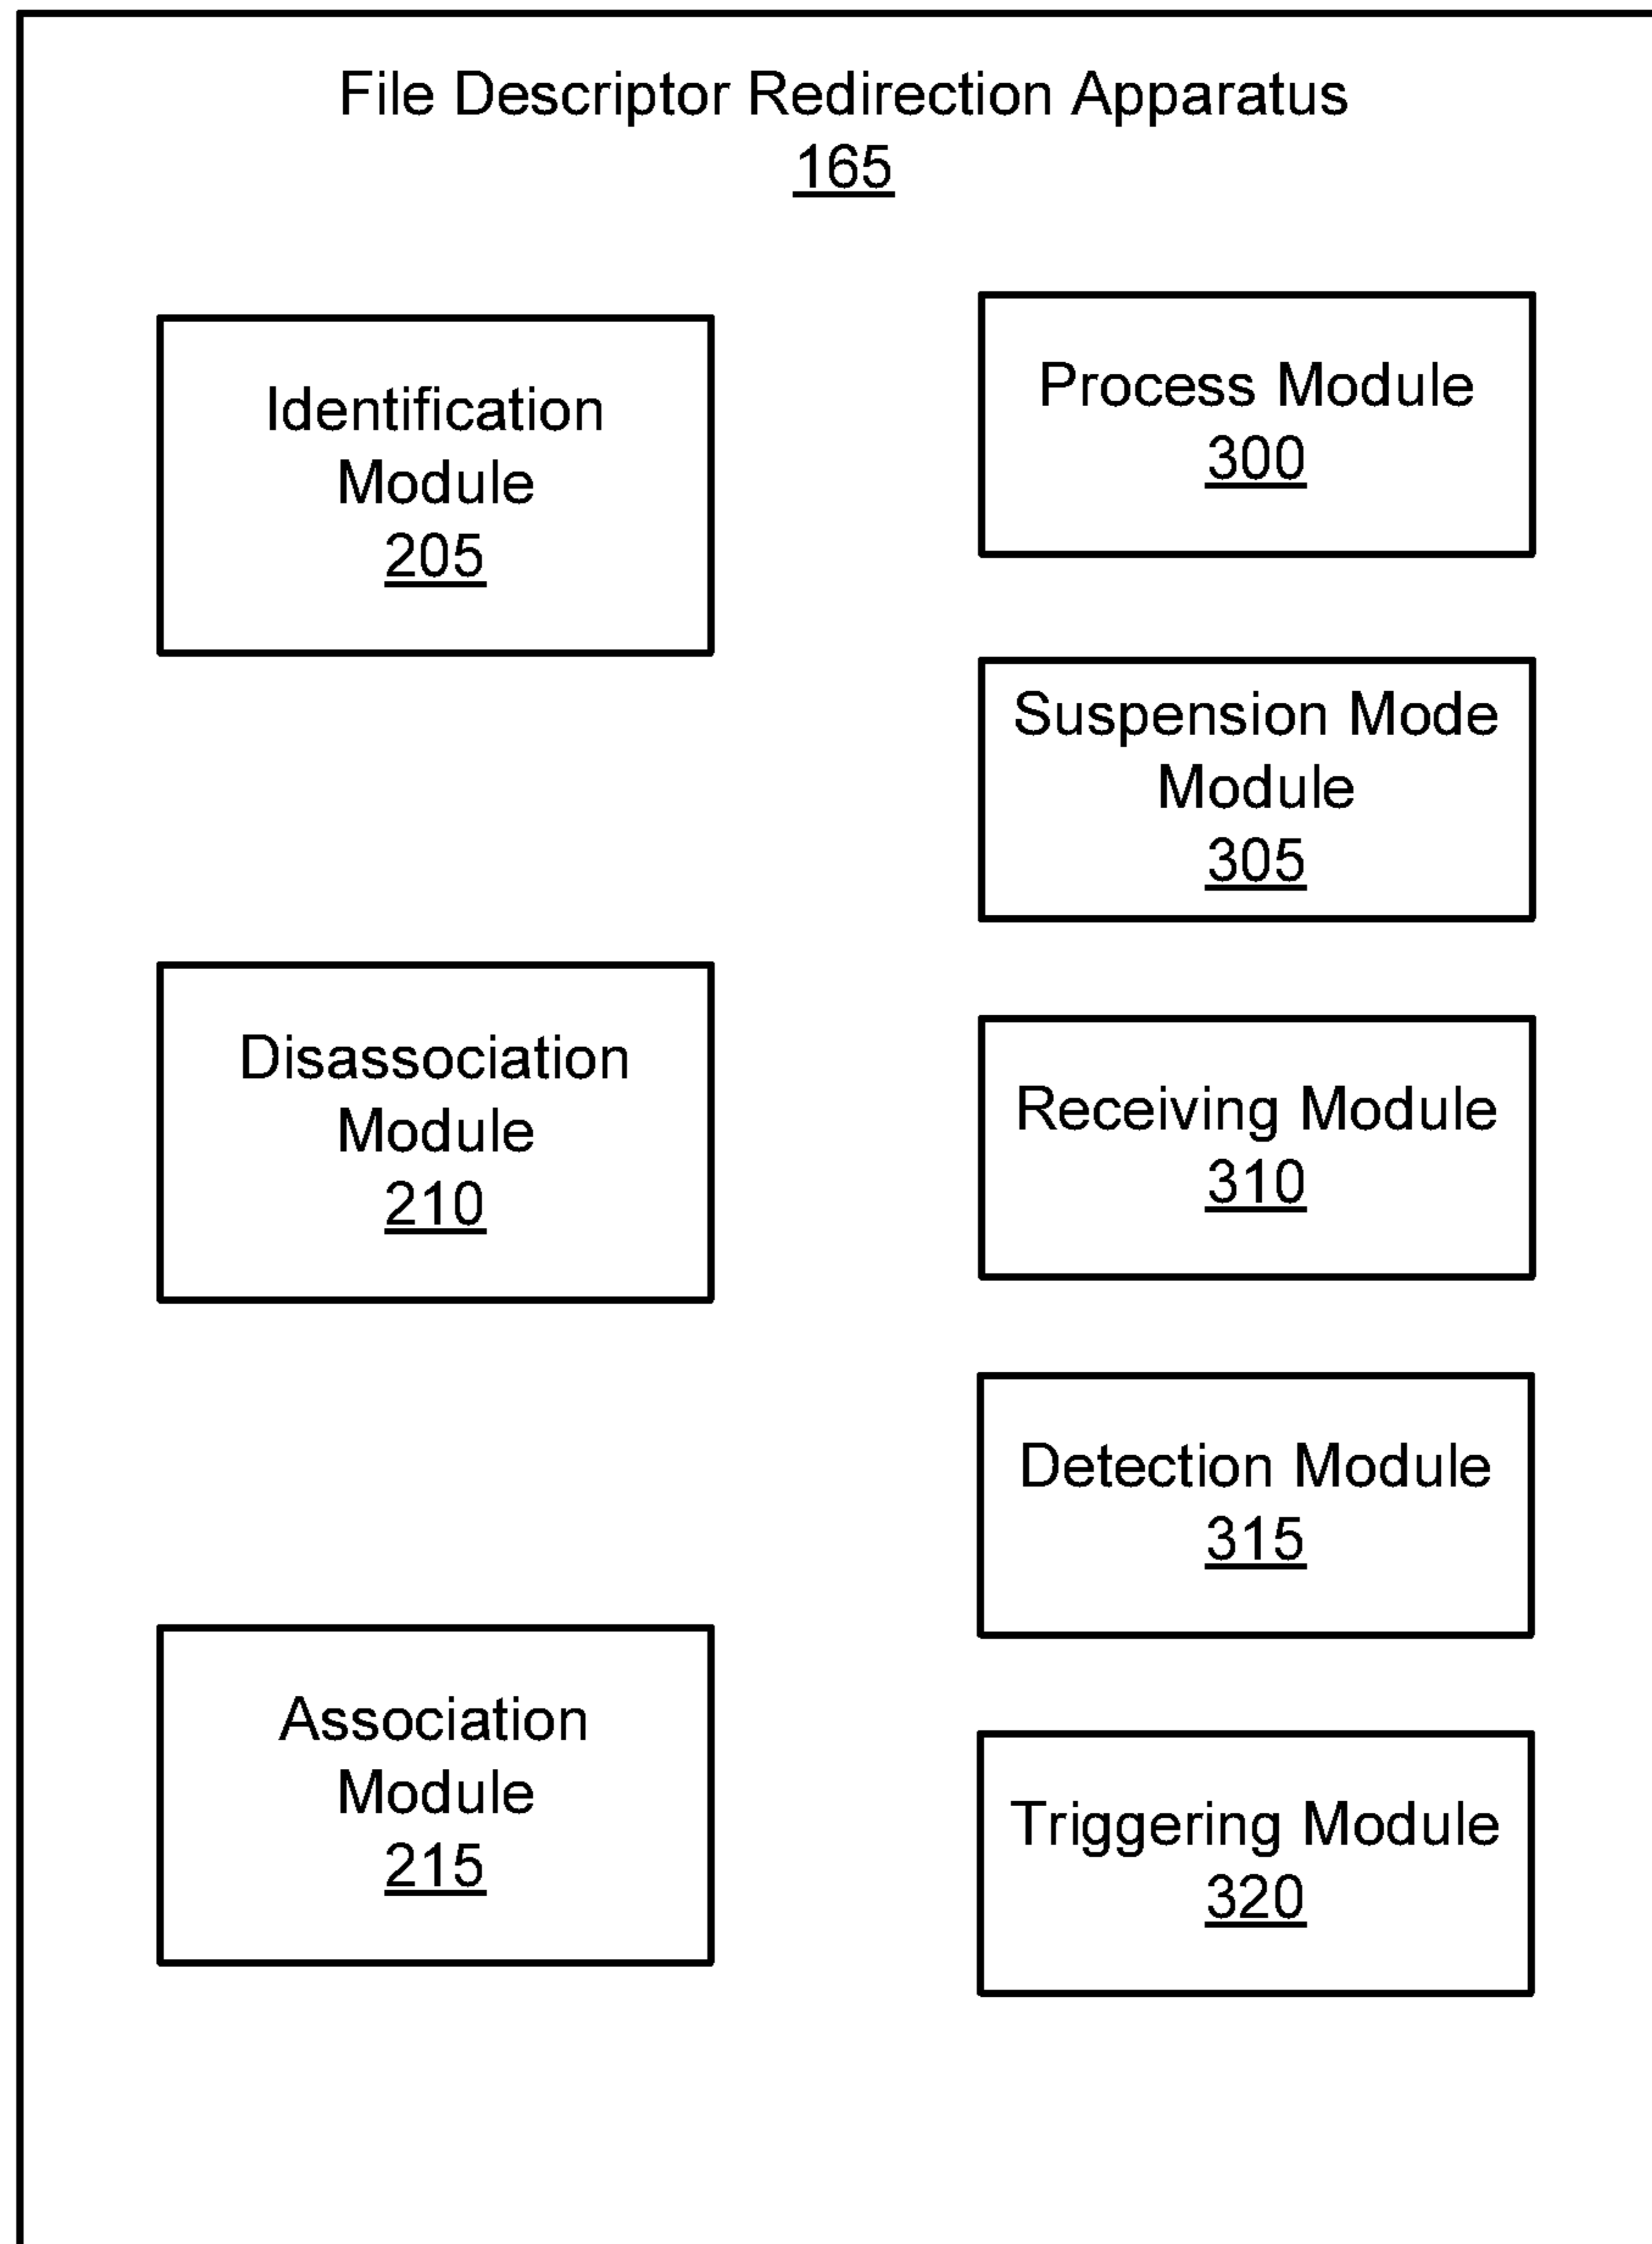 File Descriptor Redirection Apparatus
165
Identification
Module
205
Disassociation
Module
210
Association
Module
215
Process Module
300
Suspension Mode
Module
305
Receiving Module
310
Detection Module
315
Triggering Module
320